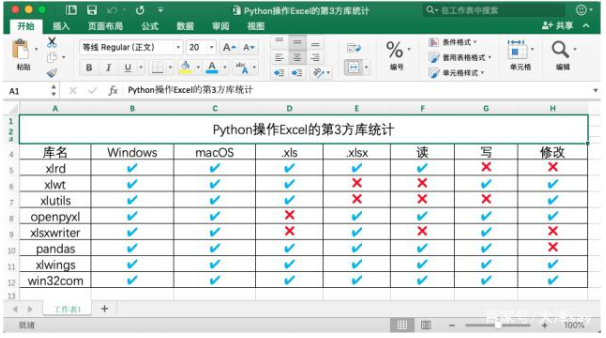 Python操作Excel的第3方库统计
在工作表中搜索
开始 插入 页面布局 公式 数据 审阅 视图 共享
等线 Regular (正文) 20 A A
条件格式
粘贴 B I U A abc % 套用表格格式 单元格 编辑
编号 单元格样式
A1 fx Python操作Excel的第3方库统计
A B C D E F G H
1
2 Python操作Excel的第3方库统计
3
4 库名 Windows macOS .xls .xlsx 读 写 修改
5 xlrd ✔ ✔ ✔ ✔ ✔ ✖ ✖
6 xlwt ✔ ✔ ✔ ✖ ✖ ✔ ✔
7 xlutils ✔ ✔ ✔ ✖ ✖ ✖ ✔
8 openpyxl ✔ ✔ ✖ ✔ ✔ ✔ ✔
9 xlsxwriter ✔ ✔ ✖ ✔ ✖ ✔ ✖
10 pandas ✔ ✔ ✔ ✔ ✔ ✔ ✖
11 xlwings ✔ ✔ ✔ ✔ ✔ ✔ ✔
12 win32com ✔ ✔ ✔ ✔ ✔ ✔ ✔
13
工作表1 +
就绪 100%